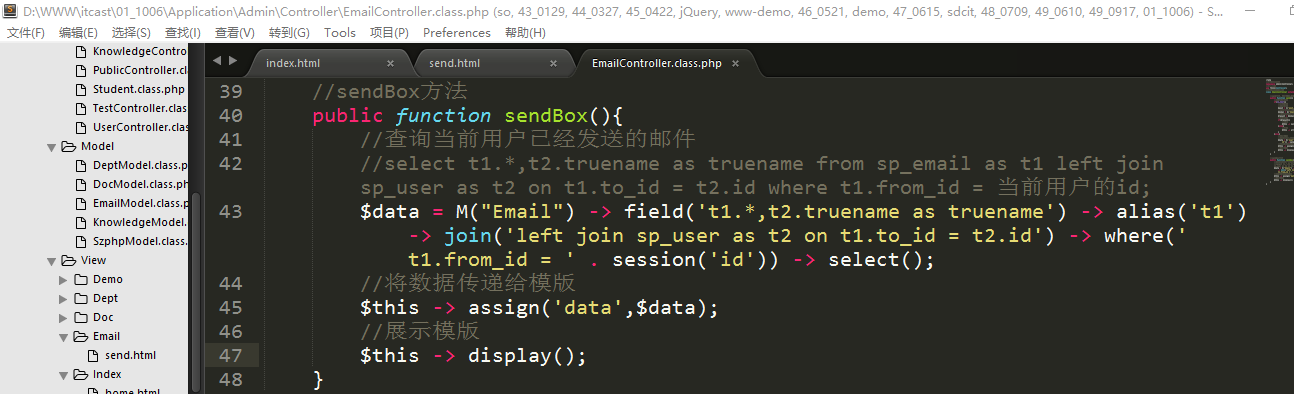 D:\WWW\itcast\01_1006\Application\Admin\Controller\EmailController.class.php (so, 43_0129, 44_0327, 45_0422, jQuery, www-demo, 46_0521, demo, 47_0615, sdcit, 48_0709, 49_0610, 49_0917, 01_1006) - S...
文件(F) 编辑(E) 选择(S) 查找(I) 查看(V) 转到(G) Tools 项目(P) Preferences 帮助(H)
KnowledgeContro
PublicController.cl
Student.class.php
TestController.class
UserController.class
Model
DeptModel.class.p
DocModel.class.ph
EmailModel.class.p
KnowledgeModel.
SzphpModel.class.
View
Demo
Dept
Doc
Email
send.html
Index
home.html
index.html × send.html × EmailController.class.php ×
39 //sendBox方法
40 public function sendBox(){
41 //查询当前用户已经发送的邮件
42 //select t1.*,t2.truename as truename from sp_email as t1 left join
sp_user as t2 on t1.to_id = t2.id where t1.from_id = 当前用户的id;
43 $data = M("Email") -> field('t1.*,t2.truename as truename') -> alias('t1')
-> join('left join sp_user as t2 on t1.to_id = t2.id') -> where('
t1.from_id = ' . session('id')) -> select();
44 //将数据传递给模版
45 $this -> assign('data',$data);
46 //展示模版
47 $this -> display();
48 }